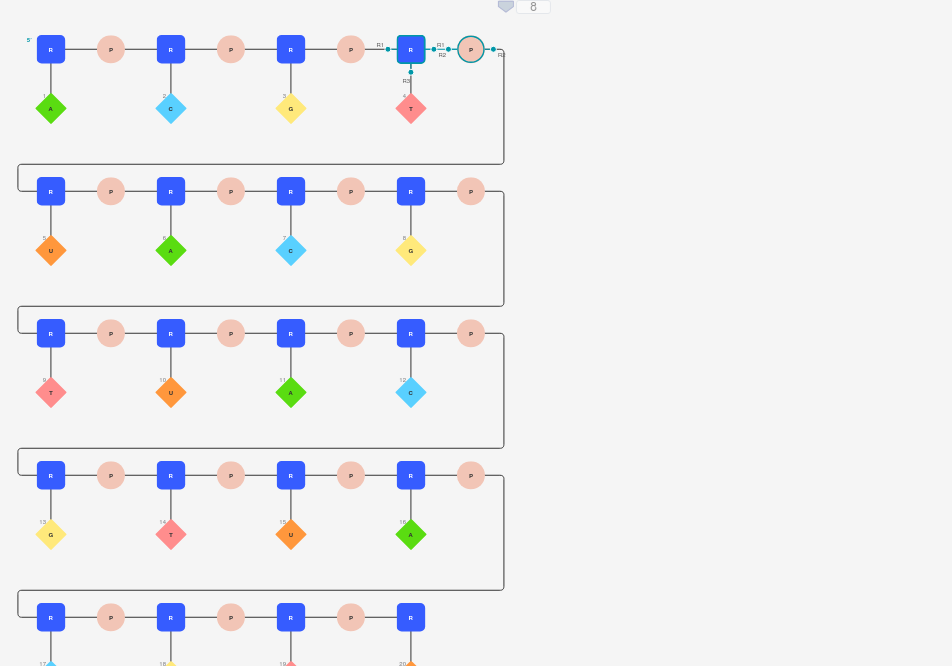 8
5' R P R P R P R1 R R1 R2 P R2
R3
1 2 3 4
A C G T
R P R P R P R P
5 6 7 8
U A C G
R P R P R P R P
9 10 11 12
T U A C
R P R P R P R P
13 14 15 16
G T U A
R P R P R P R
17 18 19 20